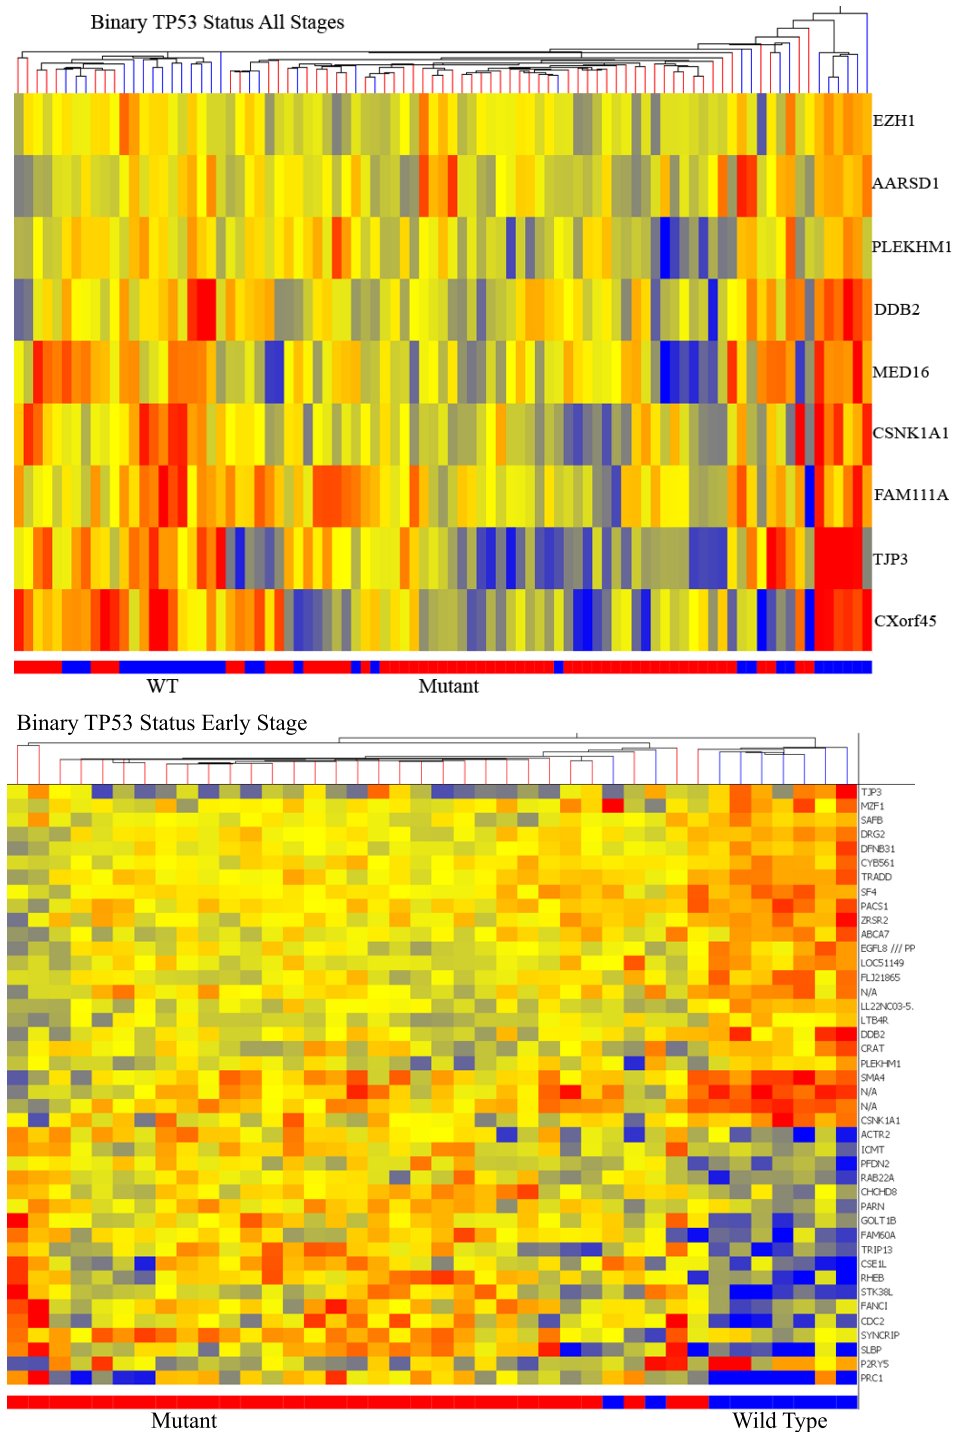 Binary TP53 Status All Stages
EZH1
AARSD1
PLEKHM1
DDB2
MED16
CSNK1A1
FAM111A
TJP3
CXorf45
WT Mutant
Binary TP53 Status Early Stage
TJP3
MZF1
SAFB
DRG2
DFNB31
CYB561
TRADD
SF4
PACS1
ZRSR2
ABCA7
EGFL8 /// PP
LOC51149
FLJ21865
N/A
LL22NC03-5.
LTB4R
DDB2
CRAT
PLEKHM1
SMA4
N/A
N/A
CSNK1A1
ACTR2
ICMT
PFDN2
RAB22A
CHCHD8
PARN
GOLT1B
FAM60A
TRIP13
CSE1L
RHEB
STK38L
FANCI
CDC2
SYNCRIP
SLBP
P2RY5
PRC1
Mutant Wild Type